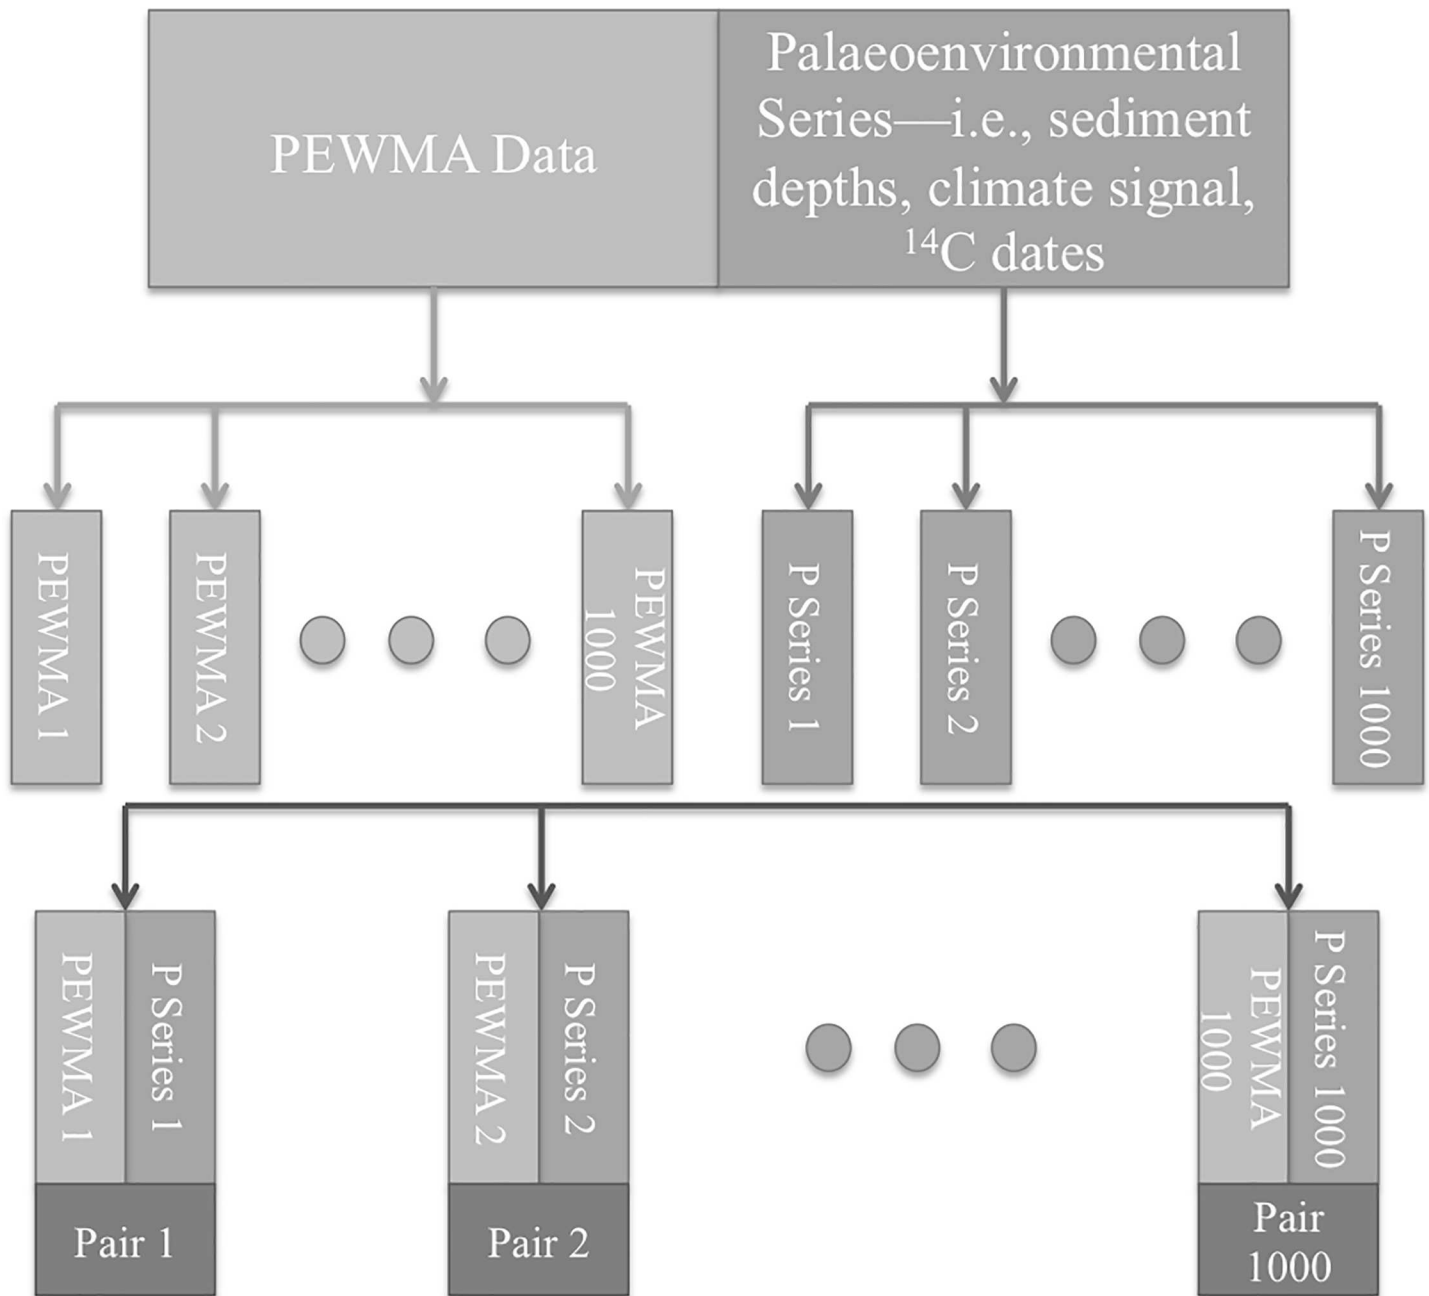 PEWMA Data
Palaeoenvironmental
Series—i.e., sediment
depths, climate signal,
¹⁴C dates
PEWMA 1
PEWMA 2
PEWMA
1000
P Series 1
P Series 2
P Series 1000
PEWMA 1
P Series 1
Pair 1
PEWMA 2
P Series 2
Pair 2
PEWMA
1000
P Series 1000
Pair
1000